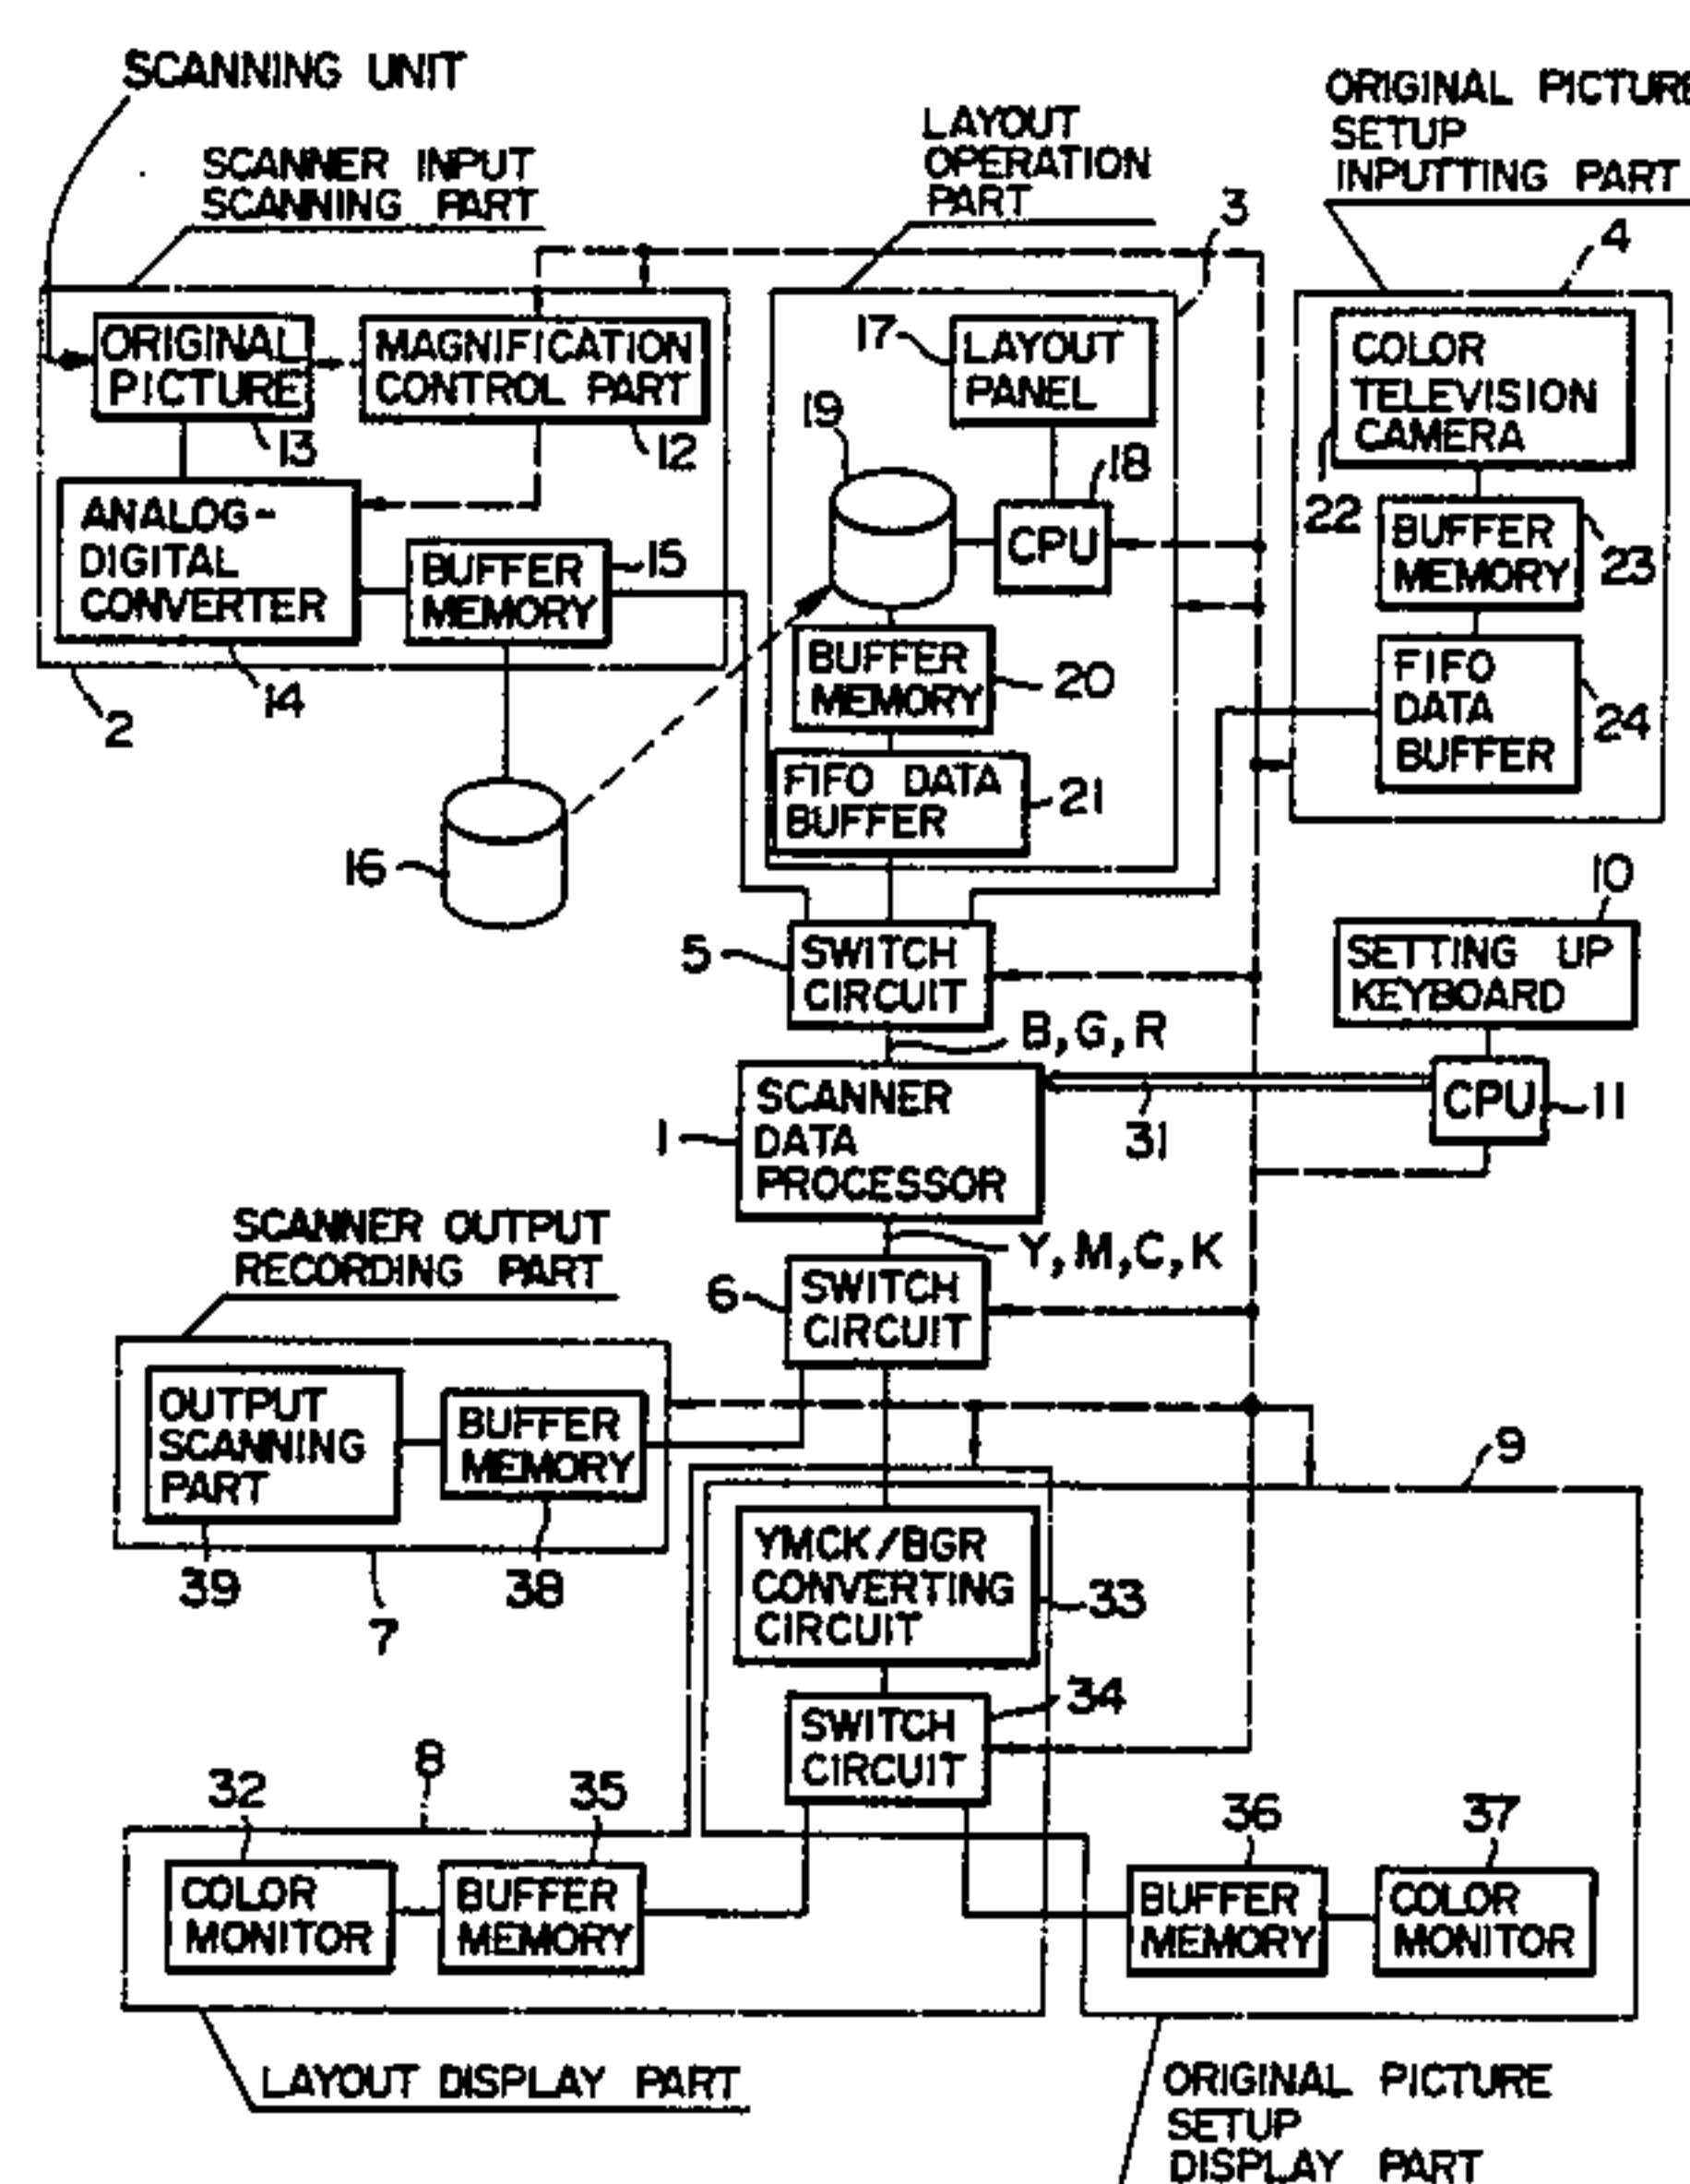 SCANNING UNIT
SCANNER INPUT
SCANNING PART
LAYOUT
OPERATION
PART
3
ORIGINAL PICTURE
SETUP
INPUTTING PART
4
ORIGINAL
PICTURE
13
MAGNIFICATION
CONTROL PART
12
ANALOG-
DIGITAL
CONVERTER
14
BUFFER
MEMORY
15
2
16
17
LAYOUT
PANEL
19
18
CPU
BUFFER
MEMORY
20
FIFO DATA
BUFFER
21
COLOR
TELEVISION
CAMERA
22
BUFFER
MEMORY
23
FIFO
DATA
BUFFER
24
5
SWITCH
CIRCUIT
B,G,R
10
SETTING UP
KEYBOARD
CPU
11
31
1
SCANNER
DATA
PROCESSOR
Y,M,C,K
6
SWITCH
CIRCUIT
SCANNER OUTPUT
RECORDING PART
OUTPUT
SCANNING
PART
39
BUFFER
MEMORY
38
7
9
YMCK/BGR
CONVERTING
CIRCUIT
33
34
SWITCH
CIRCUIT
8
32
COLOR
MONITOR
35
BUFFER
MEMORY
36
BUFFER
MEMORY
37
COLOR
MONITOR
LAYOUT DISPLAY PART
ORIGINAL PICTURE
SETUP
DISPLAY PART